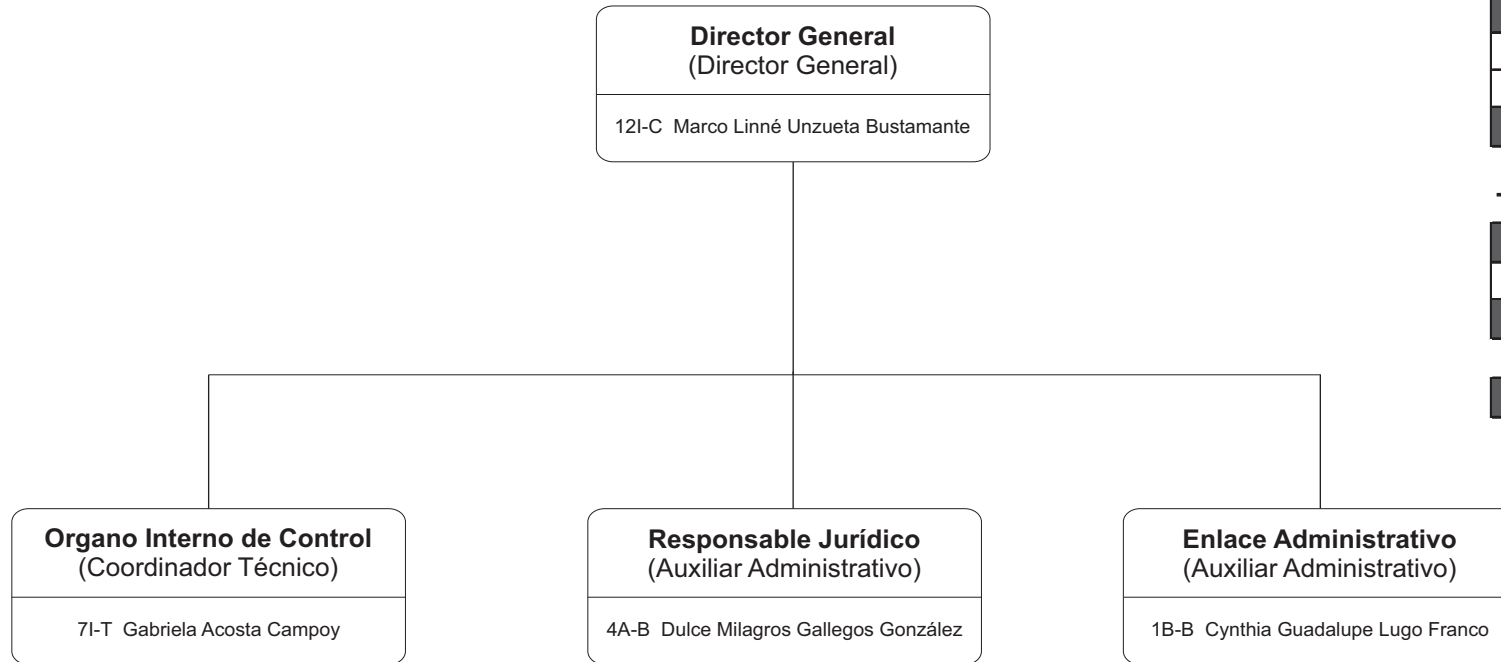 Director General
(Director General)
12I-C Marco Linné Unzueta Bustamante
Organo Interno de Control
(Coordinador Técnico)
7I-T Gabriela Acosta Campoy
Responsable Jurídico
(Auxiliar Administrativo)
4A-B Dulce Milagros Gallegos González
Enlace Administrativo
(Auxiliar Administrativo)
1B-B Cynthia Guadalupe Lugo Franco